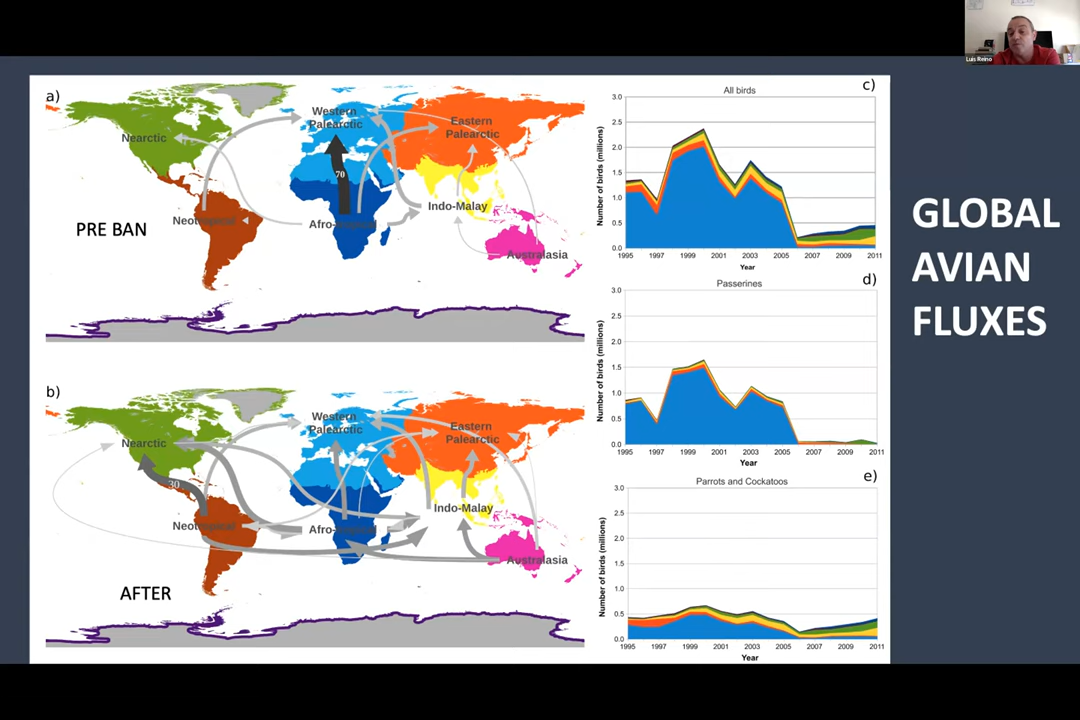 Luis Reino
GLOBAL
AVIAN
FLUXES
a)
Nearctic
Western
Palearctic
Eastern
Palearctic
70
Neotropical
Afro-tropical
Indo-Malay
Australasia
PRE BAN
b)
Nearctic
Western
Palearctic
Eastern
Palearctic
30
Neotropical
Afro-tropical
Indo-Malay
Australasia
AFTER
c)
All birds
Number of birds (millions)
3.0
2.5
2.0
1.5
1.0
0.5
0.0
1995 1997 1999 2001 2003 2005 2007 2009 2011
Year
d)
Passerines
Number of birds (millions)
3.0
2.5
2.0
1.5
1.0
0.5
0.0
1995 1997 1999 2001 2003 2005 2007 2009 2011
Year
e)
Parrots and Cockatoos
Number of birds (millions)
3.0
2.5
2.0
1.5
1.0
0.5
0.0
1995 1997 1999 2001 2003 2005 2007 2009 2011
Year